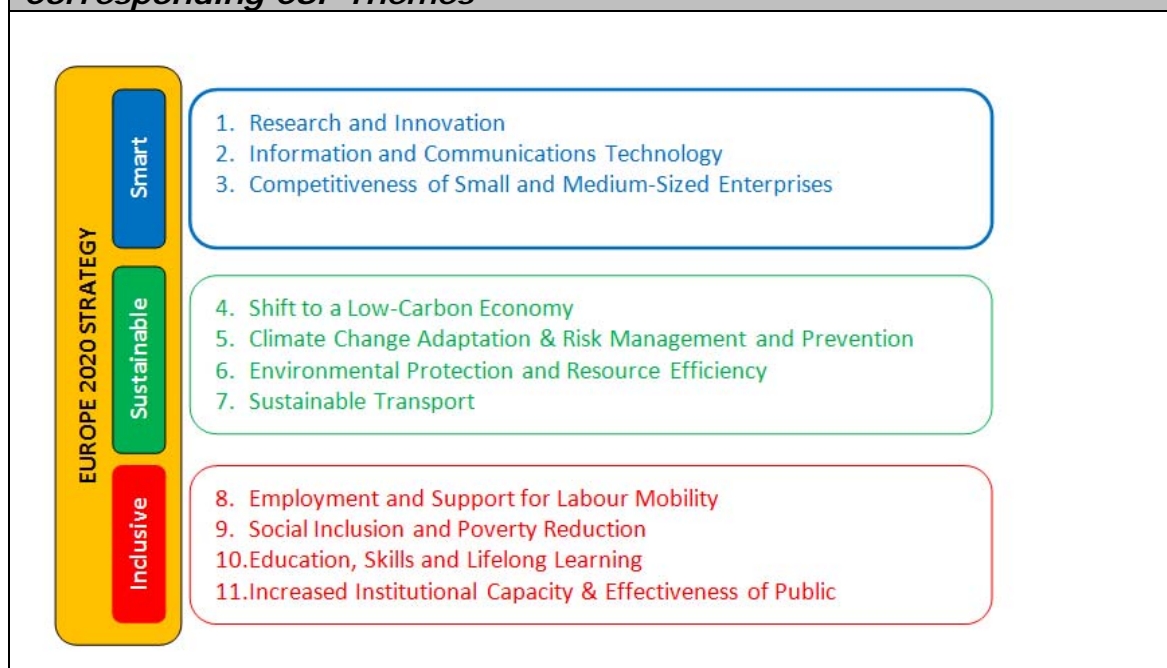 corresponding CSF Themes
EUROPE 2020 STRATEGY
Smart
1. Research and Innovation
2. Information and Communications Technology
3. Competitiveness of Small and Medium-Sized Enterprises
Sustainable
4. Shift to a Low-Carbon Economy
5. Climate Change Adaptation & Risk Management and Prevention
6. Environmental Protection and Resource Efficiency
7. Sustainable Transport
Inclusive
8. Employment and Support for Labour Mobility
9. Social Inclusion and Poverty Reduction
10.Education, Skills and Lifelong Learning
11.Increased Institutional Capacity & Effectiveness of Public